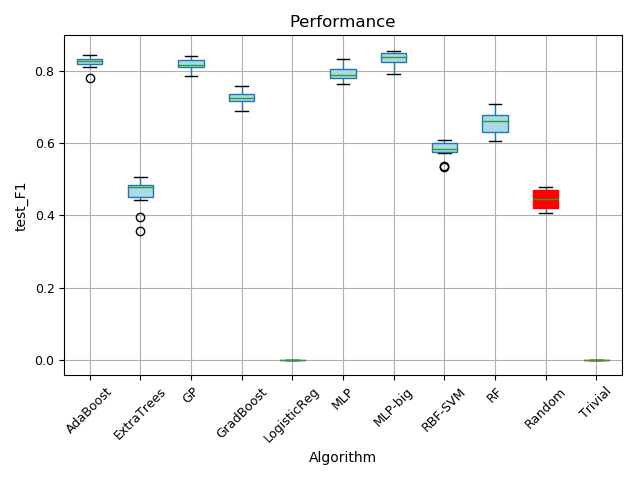 Performance
test_F1
0.8
0.6
0.4
0.2
0.0
AdaBoost
ExtraTrees
GP
GradBoost
LogisticReg
MLP
MLP-big
RBF-SVM
RF
Random
Trivial
Algorithm